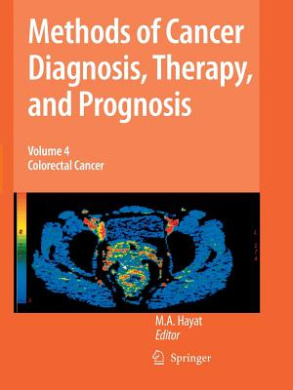 Methods of Cancer
Diagnosis, Therapy,
and Prognosis
Volume 4
Colorectal Cancer
M.A. Hayat
Editor
Springer